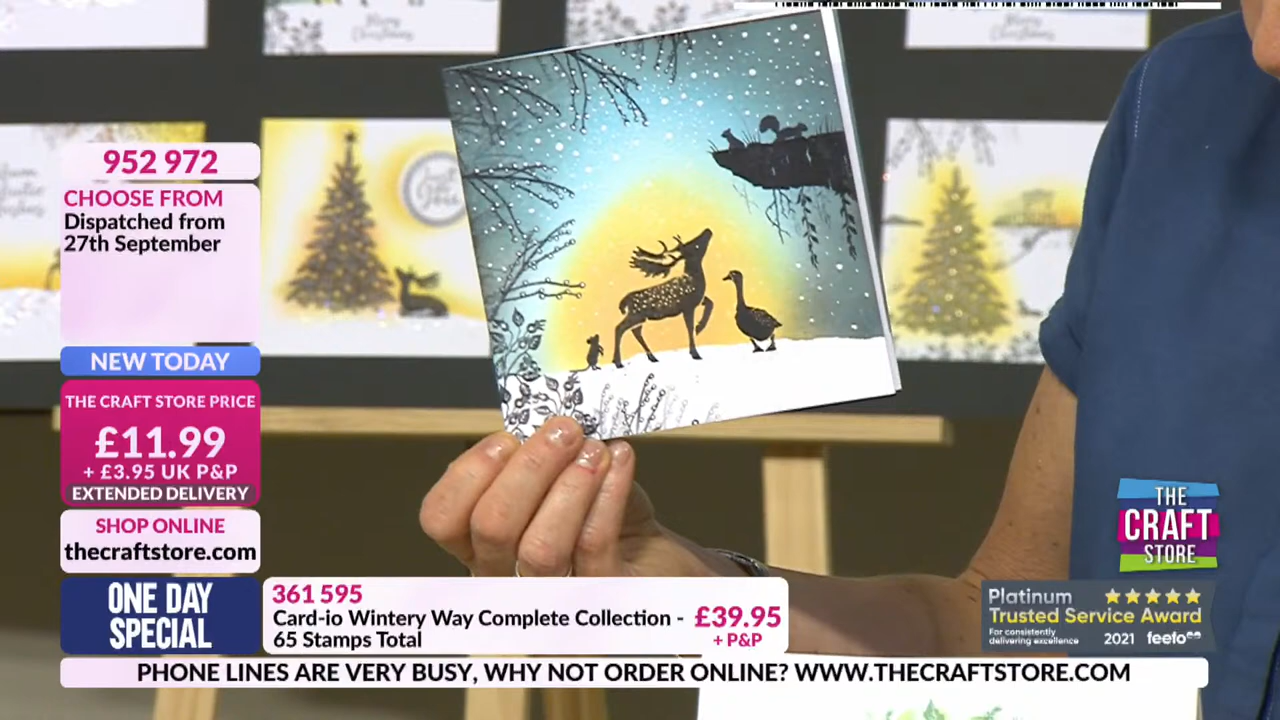 Merry
Christmas
952 972
CHOOSE FROM
Dispatched from
27th September
NEW TODAY
THE CRAFT STORE PRICE
£11.99
+ £3.95 UK P&P
EXTENDED DELIVERY
SHOP ONLINE
thecraftstore.com
ONE DAY
SPECIAL
361 595
Card-io Wintery Way Complete Collection -
65 Stamps Total
£39.95
+ P&P
THE
CRAFT
STORE
Platinum
Trusted Service Award
For consistently
delivering excellence
2021 feefo
PHONE LINES ARE VERY BUSY, WHY NOT ORDER ONLINE? WWW.THECRAFTSTORE.COM